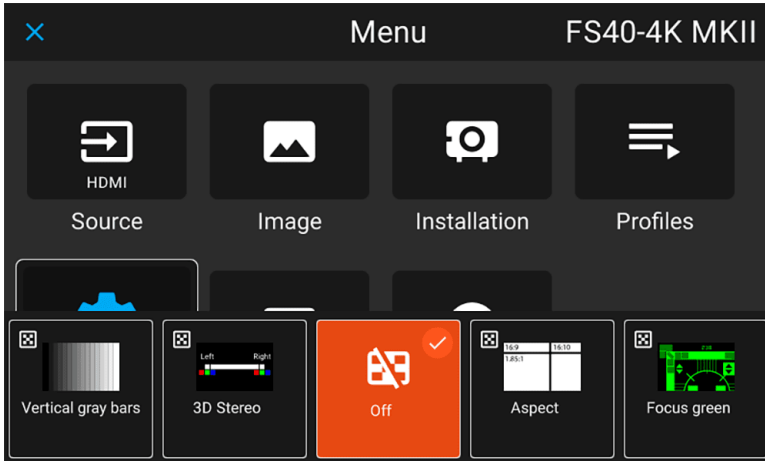 Menu
FS40-4K MKII
HDMI
Source
Image
Installation
Profiles
Vertical gray bars
Left Right
3D Stereo
Off
16:9 16:10
1.85:1
Aspect
Focus green